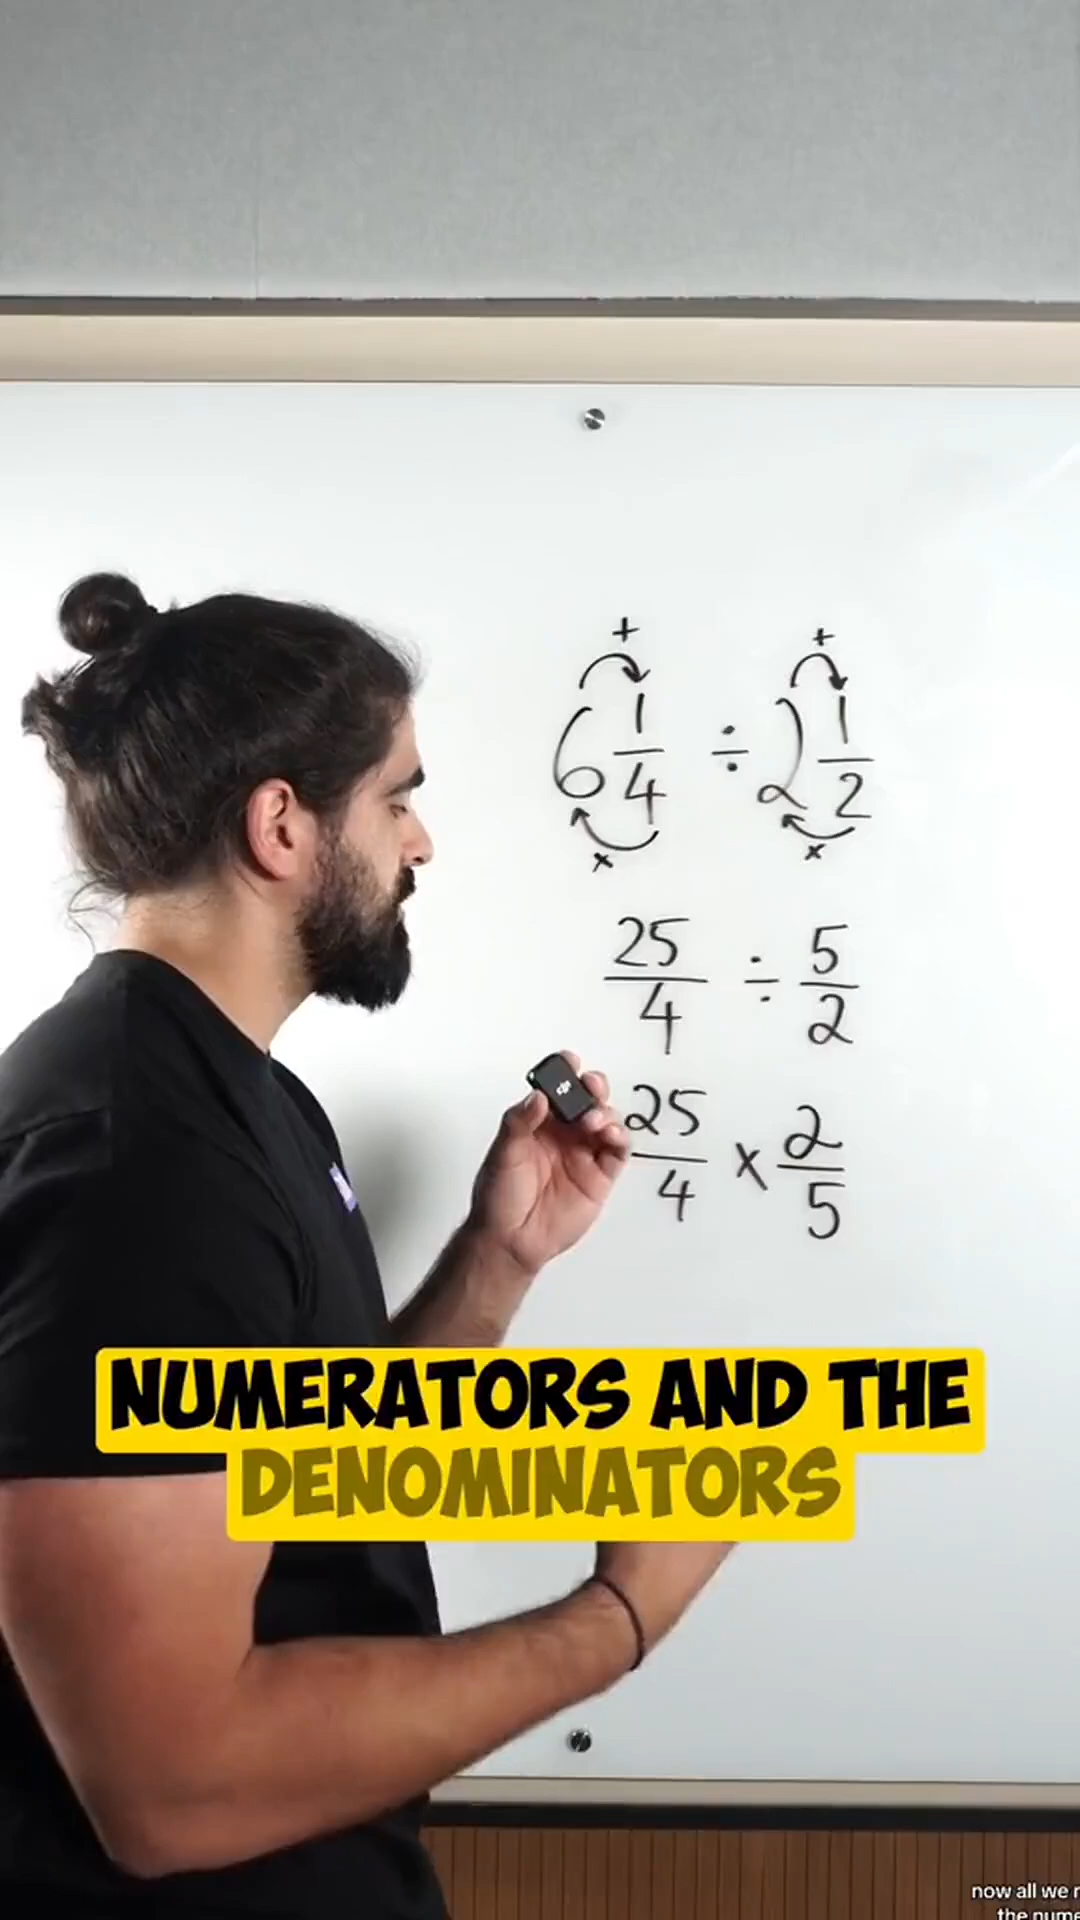 + +
6 1/4 ÷ 2 1/2
x x
25/4 ÷ 5/2
25/4 x 2/5
NUMERATORS AND THE
DENOMINATORS
now all we
the nume